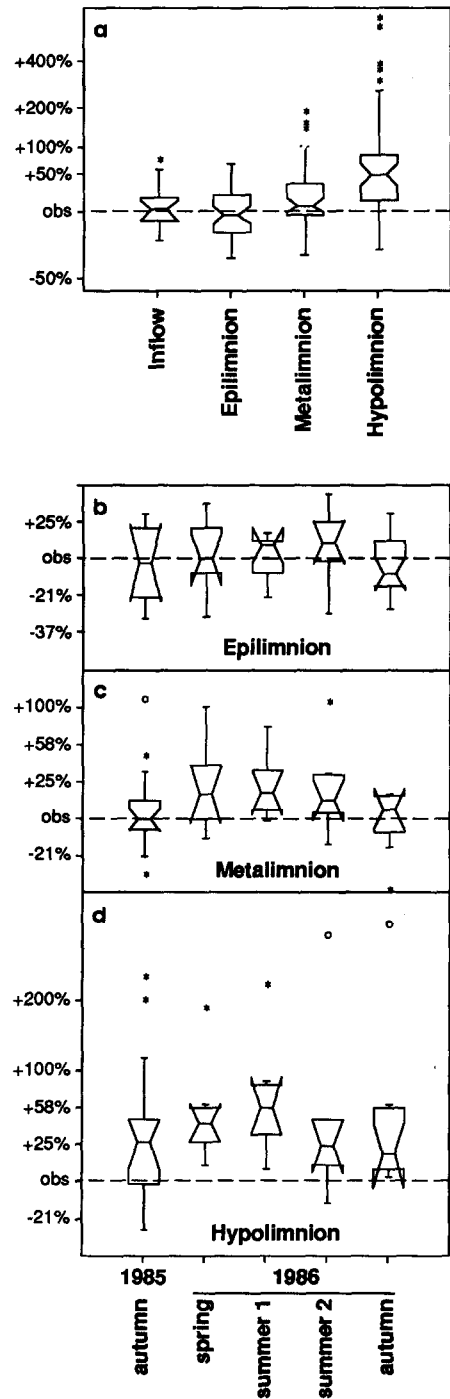 a
+400%
+200%
+100%
+50%
obs
-50%
Inflow
Epilimnion
Metalimnion
Hypolimnion
b
+25%
obs
-21%
-37%
Epilimnion
c
+100%
+58%
+25%
obs
-21%
Metalimnion
d
+200%
+100%
+58%
+25%
obs
-21%
Hypolimnion
1985 1986
autumn
spring
summer 1
summer 2
autumn